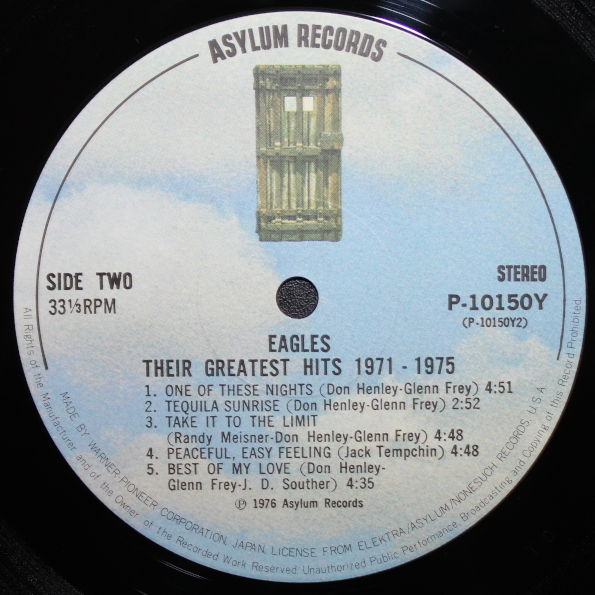 ASYLUM RECORDS
SIDE TWO
33⅓RPM
STEREO
P-10150Y
(P-10150Y2)
EAGLES
THEIR GREATEST HITS 1971 - 1975
1. ONE OF THESE NIGHTS (Don Henley-Glenn Frey) 4:51
2. TEQUILA SUNRISE (Don Henley-Glenn Frey) 2:52
3. TAKE IT TO THE LIMIT
(Randy Meisner-Don Henley-Glenn Frey) 4:48
4. PEACEFUL, EASY FEELING (Jack Tempchin) 4:48
5. BEST OF MY LOVE (Don Henley-
Glenn Frey-J. D. Souther) 4:35
℗ 1976 Asylum Records
MADE BY WARNER-PIONEER CORPORATION, JAPAN, LICENSE FROM ELEKTRA/ASYLUM/NONESUCH RECORDS, U.S.A.
All Rights of the Manufacturer and of the Owner of the Recorded Work Reserved. Unauthorized Public Performance, Broadcasting and Copying of this Record Prohibited.